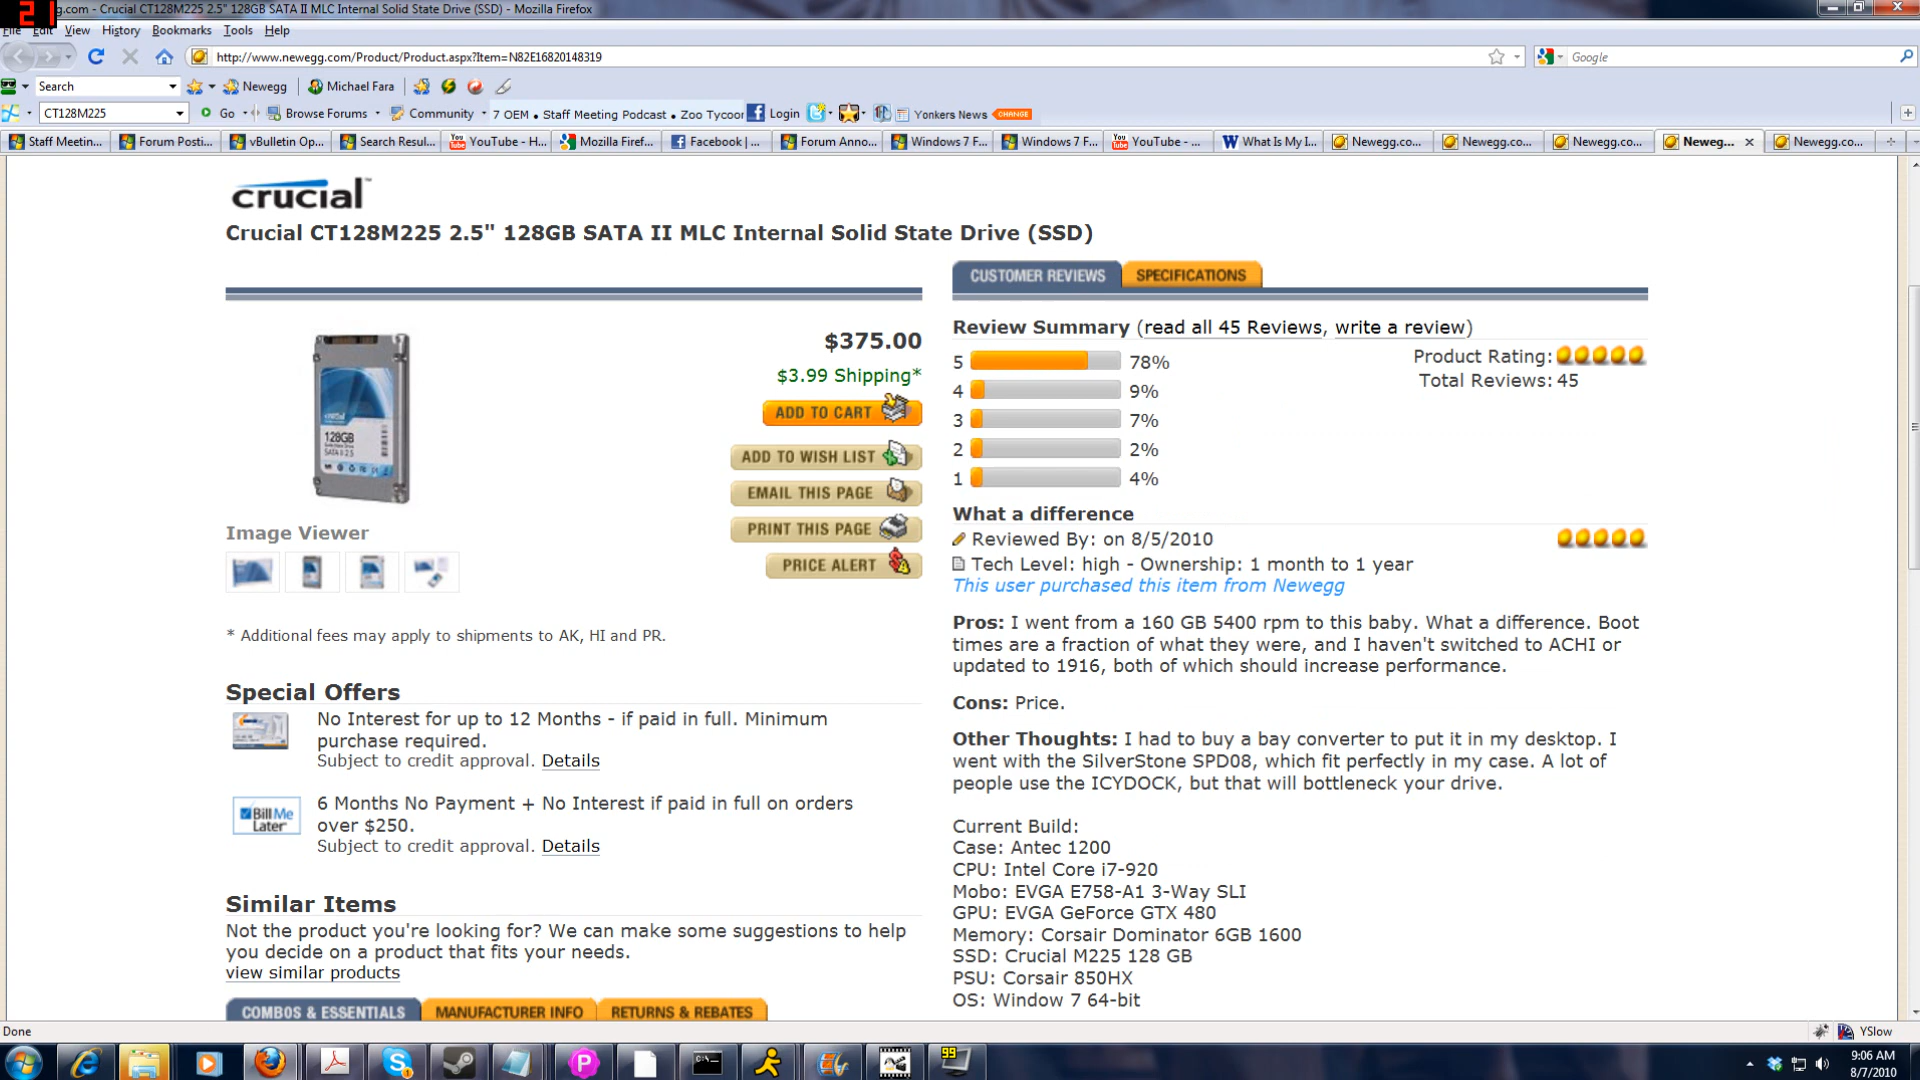 21
g.com - Crucial CT128M225 2.5" 128GB SATA II MLC Internal Solid State Drive (SSD) - Mozilla Firefox
File Edit View History Bookmarks Tools Help
http://www.newegg.com/Product/Product.aspx?Item=N82E16820148319
Google
Search Newegg Michael Fara
CT128M225 Go Browse Forums Community 7 OEM • Staff Meeting Podcast • Zoo Tycoon Login Yonkers News CHANGE
Staff Meetin... Forum Posti... vBulletin Op... Search Resul... YouTube - H... Mozilla Firef... Facebook | ... Forum Anno... Windows 7 F... Windows 7 F... YouTube - ... What Is My I... Newegg.co... Newegg.co... Newegg.co... Neweg... Newegg.co...
crucial™
Crucial CT128M225 2.5" 128GB SATA II MLC Internal Solid State Drive (SSD)
CUSTOMER REVIEWS SPECIFICATIONS
$375.00
$3.99 Shipping*
ADD TO CART
ADD TO WISH LIST
EMAIL THIS PAGE
PRINT THIS PAGE
PRICE ALERT
crucial
128GB
SATA II 2.5
Image Viewer
* Additional fees may apply to shipments to AK, HI and PR.
Special Offers
No Interest for up to 12 Months - if paid in full. Minimum
purchase required.
Subject to credit approval. Details
Bill Me
Later
6 Months No Payment + No Interest if paid in full on orders
over $250.
Subject to credit approval. Details
Similar Items
Not the product you're looking for? We can make some suggestions to help
you decide on a product that fits your needs.
view similar products
COMBOS & ESSENTIALS MANUFACTURER INFO RETURNS & REBATES
Review Summary (read all 45 Reviews, write a review)
5 78%
4 9%
3 7%
2 2%
1 4%
Product Rating:
Total Reviews: 45
What a difference
Reviewed By: on 8/5/2010
Tech Level: high - Ownership: 1 month to 1 year
This user purchased this item from Newegg
Pros: I went from a 160 GB 5400 rpm to this baby. What a difference. Boot
times are a fraction of what they were, and I haven't switched to ACHI or
updated to 1916, both of which should increase performance.
Cons: Price.
Other Thoughts: I had to buy a bay converter to put it in my desktop. I
went with the SilverStone SPD08, which fit perfectly in my case. A lot of
people use the ICYDOCK, but that will bottleneck your drive.
Current Build:
Case: Antec 1200
CPU: Intel Core i7-920
Mobo: EVGA E758-A1 3-Way SLI
GPU: EVGA GeForce GTX 480
Memory: Corsair Dominator 6GB 1600
SSD: Crucial M225 128 GB
PSU: Corsair 850HX
OS: Window 7 64-bit
Done
YSlow
99
9:06 AM
8/7/2010